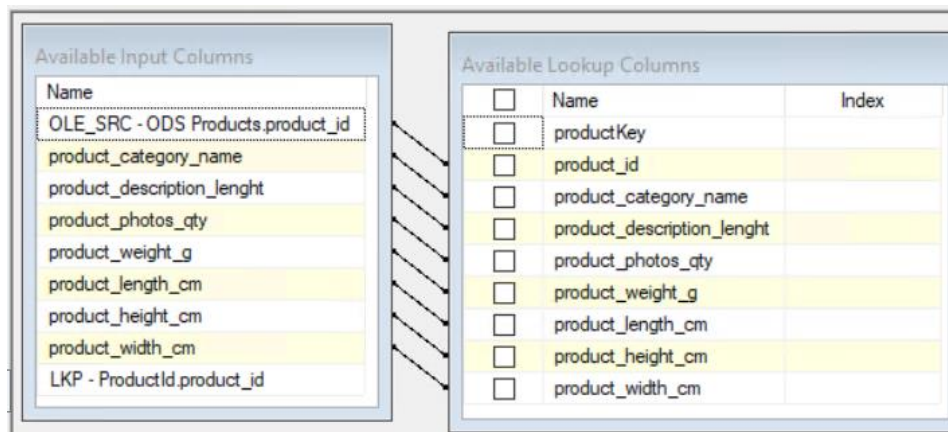 Available Input Columns
Name
OLE_SRC - ODS Products.product_id
product_category_name
product_description_lenght
product_photos_qty
product_weight_g
product_length_cm
product_height_cm
product_width_cm
LKP - ProductId.product_id
Available Lookup Columns
Name Index
productKey
product_id
product_category_name
product_description_lenght
product_photos_qty
product_weight_g
product_length_cm
product_height_cm
product_width_cm